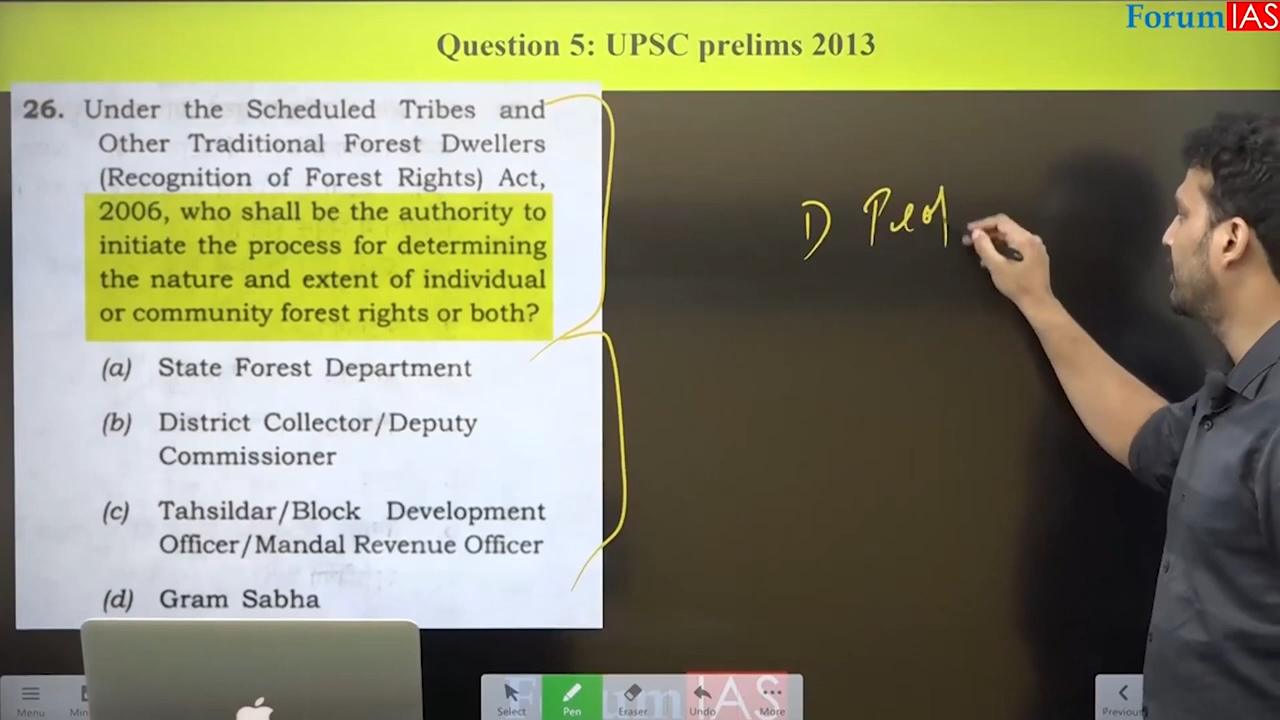 ForumIAS
Question 5: UPSC prelims 2013
26. Under the Scheduled Tribes and
Other Traditional Forest Dwellers
(Recognition of Forest Rights) Act,
2006, who shall be the authority to
initiate the process for determining
the nature and extent of individual
or community forest rights or both?
(a) State Forest Department
(b) District Collector/Deputy
Commissioner
(c) Tahsildar/Block Development
Officer/Mandal Revenue Officer
(d) Gram Sabha
D
Menu
Select
Pen
Eraser
Undo
More
Previous
Forum IAS